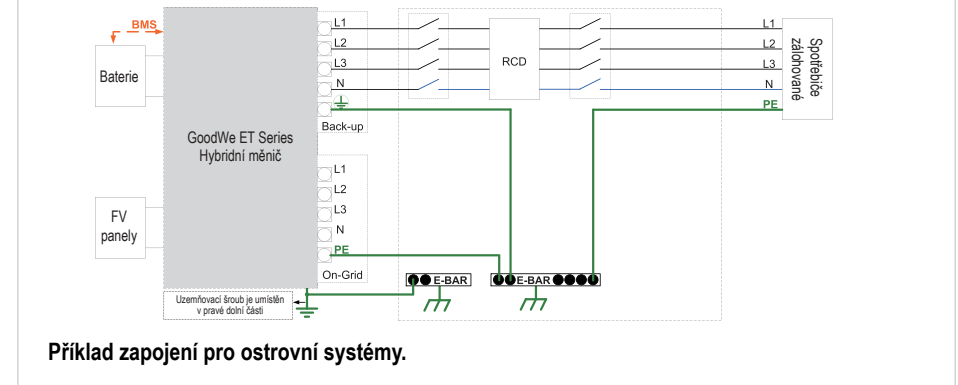 BMS
Baterie
FV
panely
GoodWe ET Series
Hybridní měnič
L1
L2
L3
N
Back-up
L1
L2
L3
N
PE
On-Grid
RCD
L1
L2
L3
N
PE
Spotřebiče
zálohované
E-BAR
E-BAR
Uzemňovací šroub je umístěn
v pravé dolní části
Příklad zapojení pro ostrovní systémy.